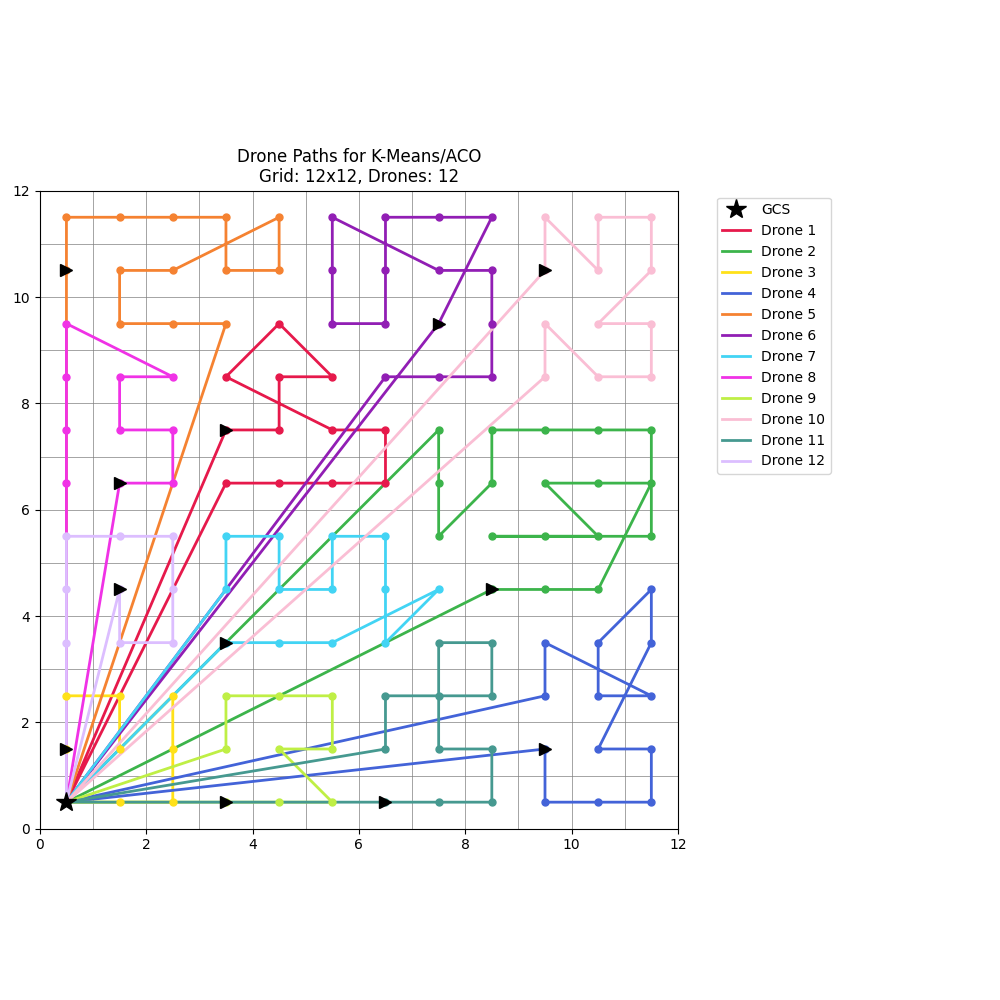 Drone Paths for K-Means/ACO
Grid: 12x12, Drones: 12
12
10
8
6
4
2
0
0
2
4
6
8
10
12
GCS
Drone 1
Drone 2
Drone 3
Drone 4
Drone 5
Drone 6
Drone 7
Drone 8
Drone 9
Drone 10
Drone 11
Drone 12